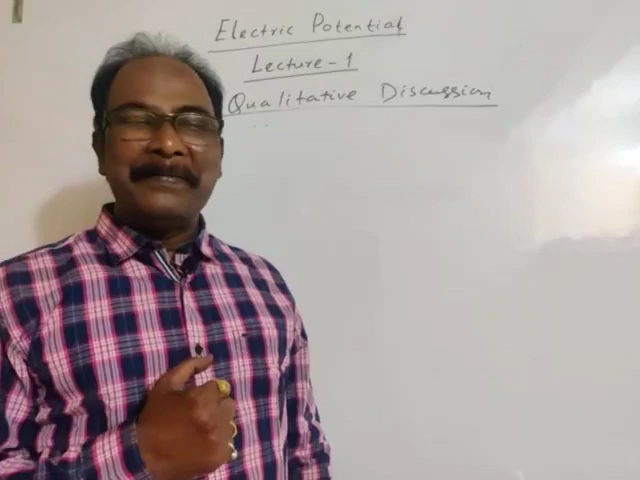 Electric Potential
Lecture - 1
Qualitative Discussion